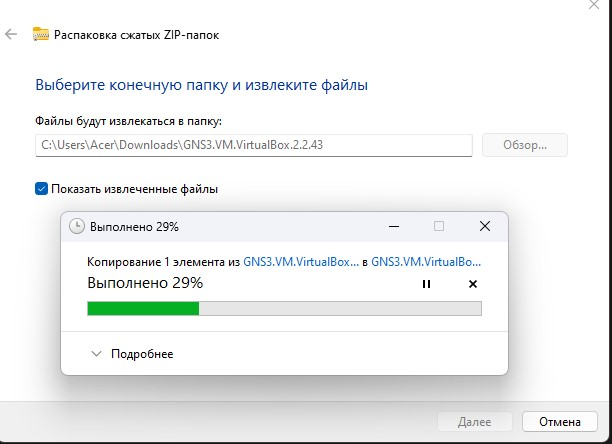 Распаковка сжатых ZIP-папок
Выберите конечную папку и извлеките файлы
Файлы будут извлекаться в папку:
C:\Users\Acer\Downloads\GNS3.VM.VirtualBox.2.2.43
Обзор...
Показать извлеченные файлы
Выполнено 29%
Копирование 1 элемента из GNS3.VM.VirtualBox... в GNS3.VM.VirtualBo...
Выполнено 29%
Подробнее
Далее
Отмена